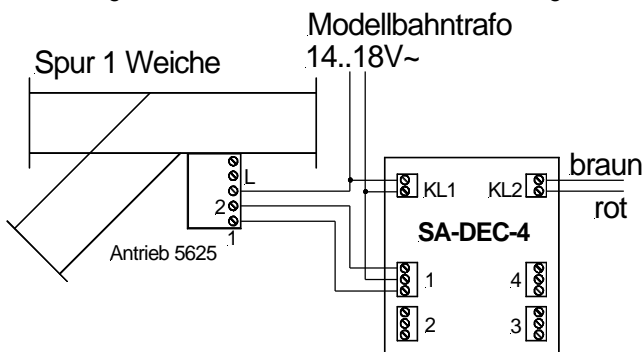 Modellbahntrafo
14..18V~
Spur 1 Weiche
L
2
1
Antrieb 5625
braun
KL1 KL2
rot
SA-DEC-4
1 4
2 3